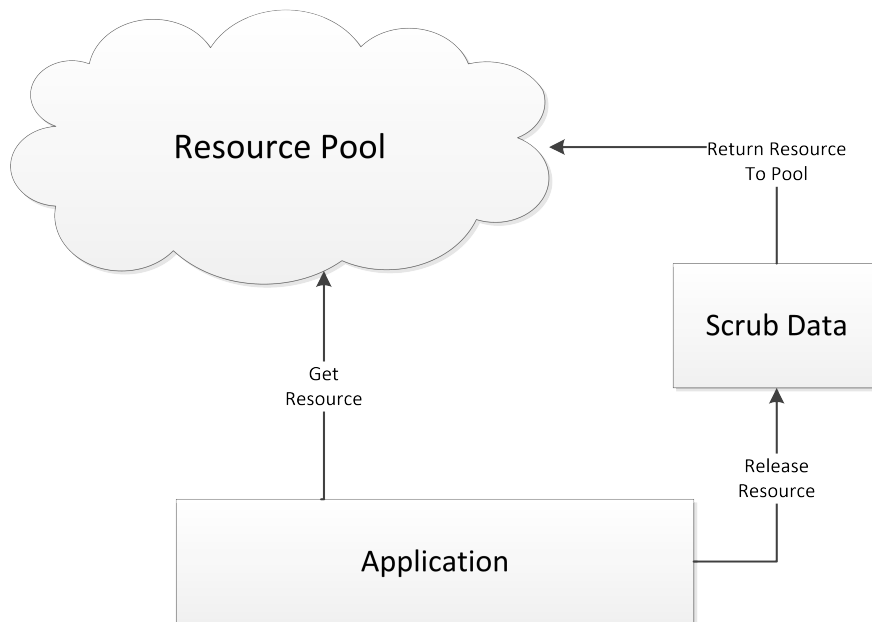 Resource Pool
Return Resource
To Pool
Scrub Data
Get
Resource
Release
Resource
Application